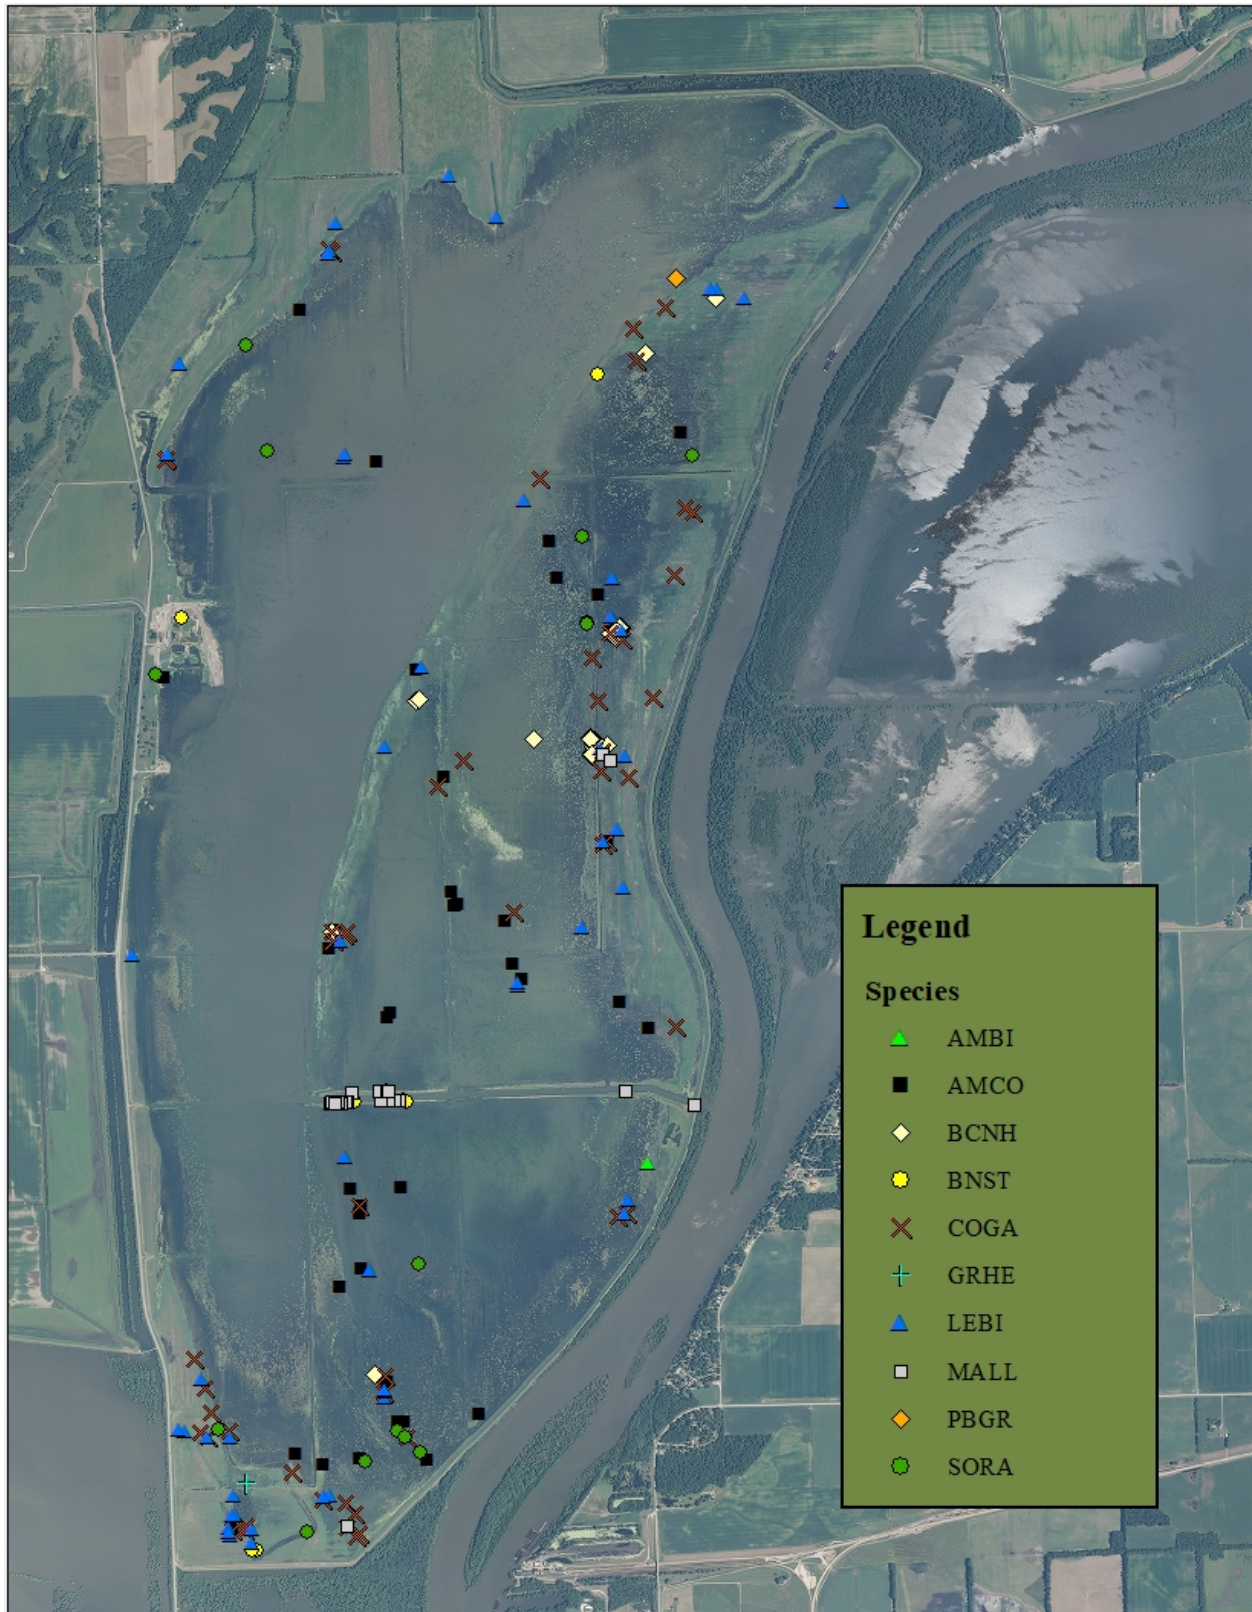 Legend
Species
AMBI
AMCO
BCNH
BNST
COGA
GRHE
LEBI
MALL
PBGR
SORA